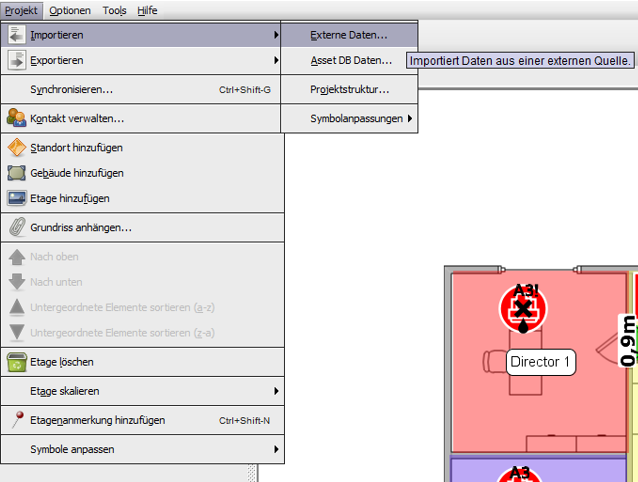 Projekt Optionen Tools Hilfe
Importieren
Externe Daten...
Exportieren
Asset DB Daten...
Importiert Daten aus einer externen Quelle.
Synchronisieren... Ctrl+Shift-G
Projektstruktur...
Kontakt verwalten...
Symbolanpassungen
Standort hinzufügen
Gebäude hinzufügen
Etage hinzufügen
Grundriss anhängen...
Nach oben
Nach unten
Untergeordnete Elemente sortieren (a-z)
Untergeordnete Elemente sortieren (z-a)
Etage löschen
Etage skalieren
Etagenanmerkung hinzufügen Ctrl+Shift-N
Symbole anpassen
A3!
0,9m
Director 1
A3